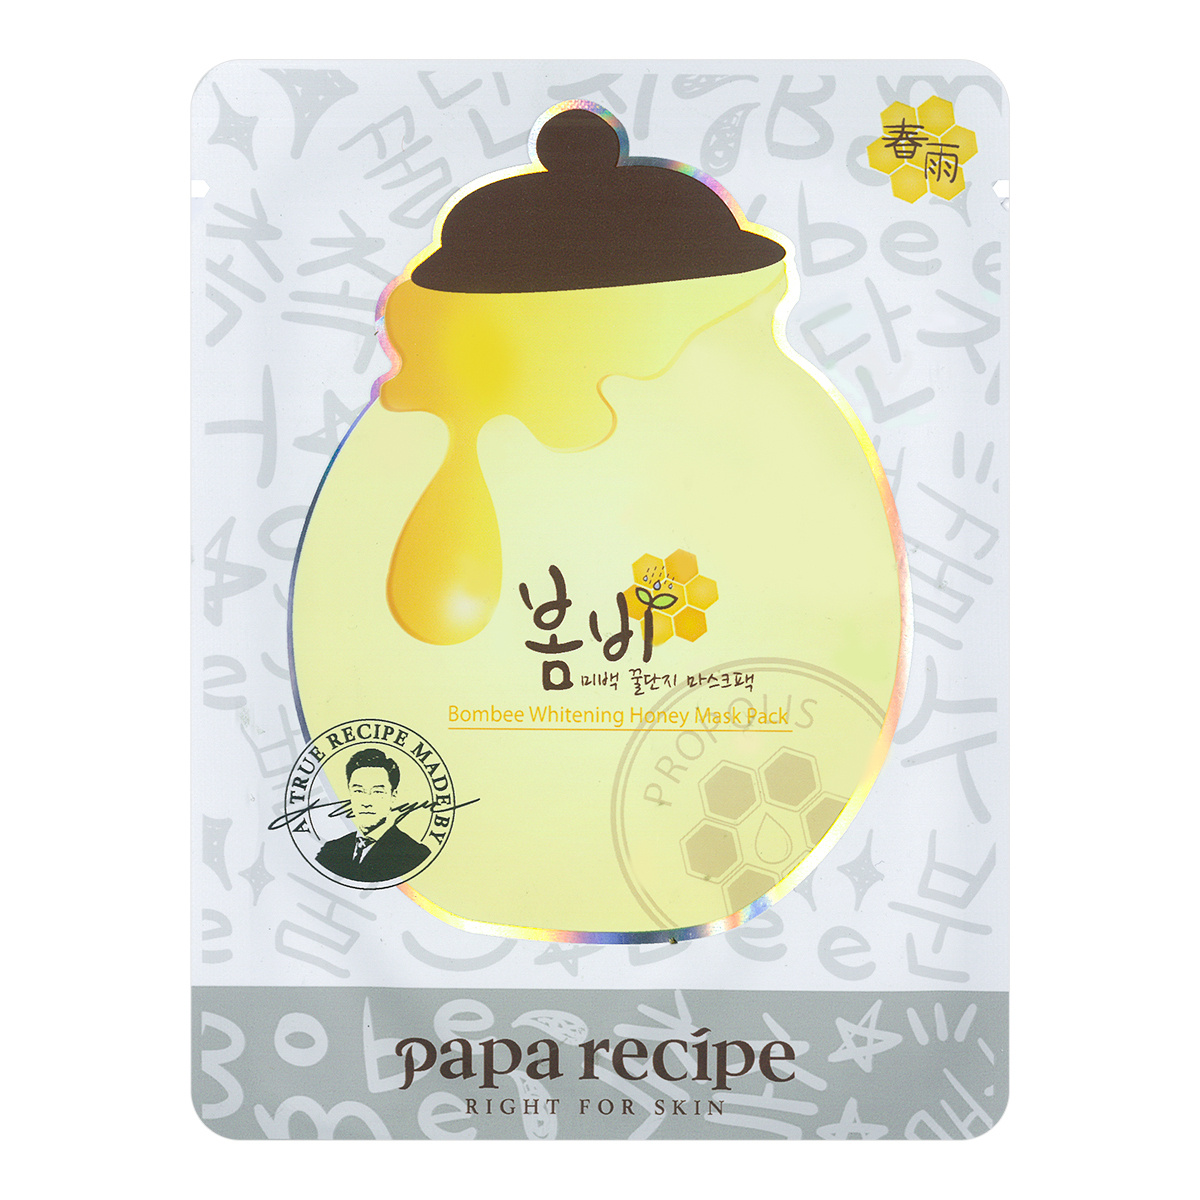 春雨
봄비
미백 꿀단지 마스크팩
Bombee Whitening Honey Mask Pack
PROPOLIS
A TRUE RECIPE MADE BY
papa recipe
RIGHT FOR SKIN